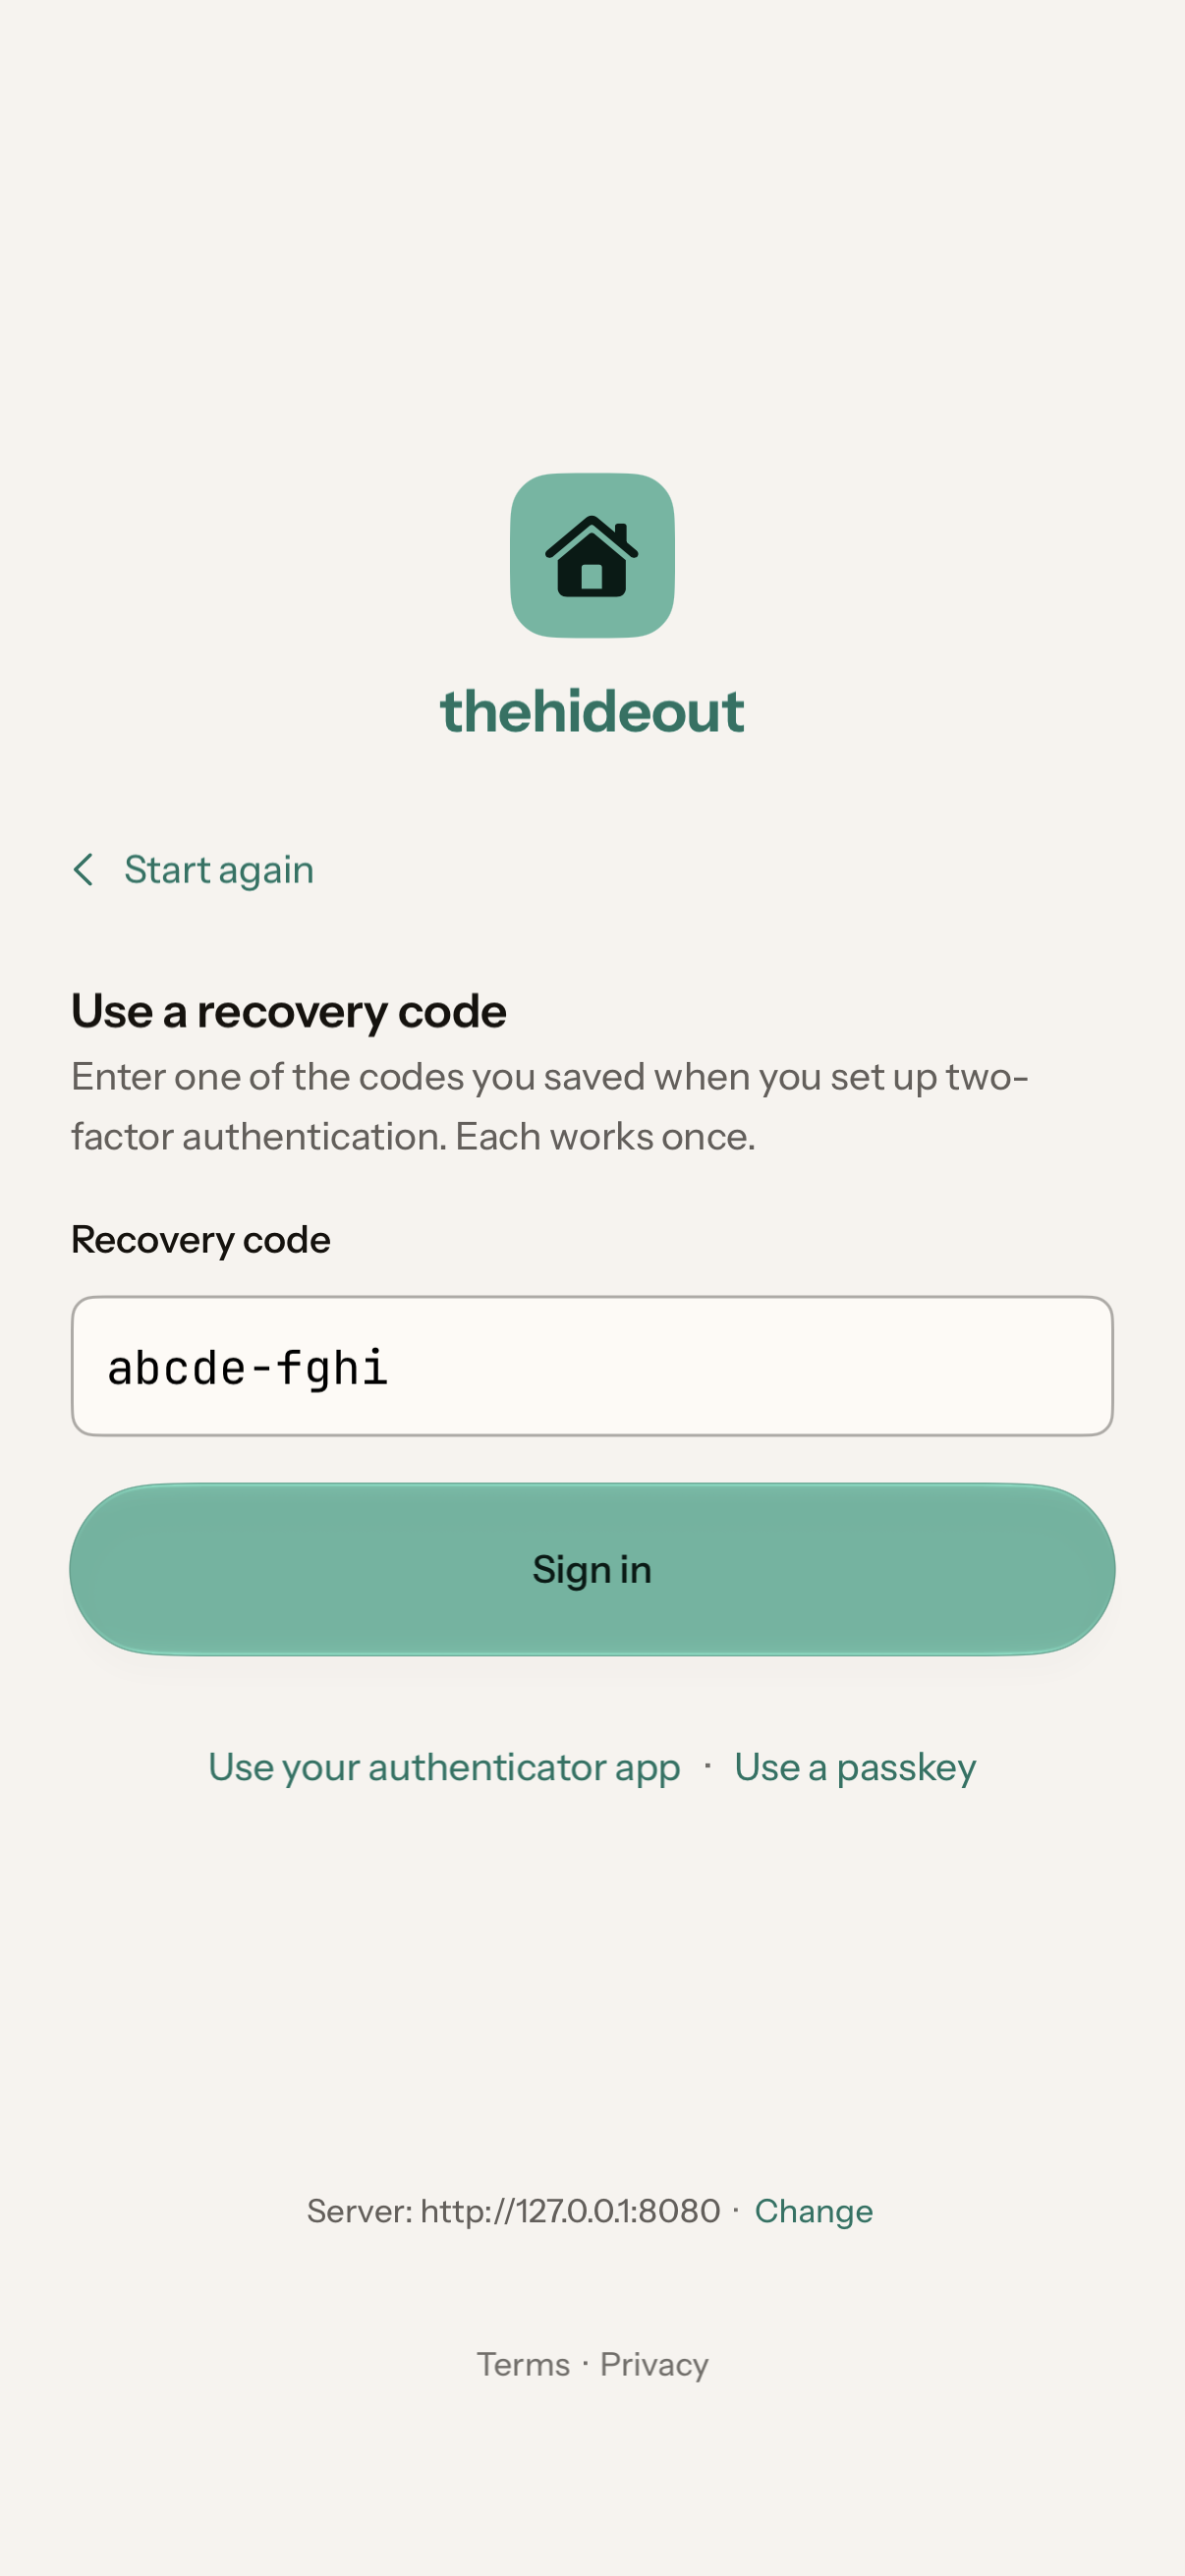 thehideout
Start again
Use a recovery code
Enter one of the codes you saved when you set up two-
factor authentication. Each works once.
Recovery code
abcde-fghi
Sign in
Use your authenticator app · Use a passkey
Server: http://127.0.0.1:8080 · Change
Terms · Privacy